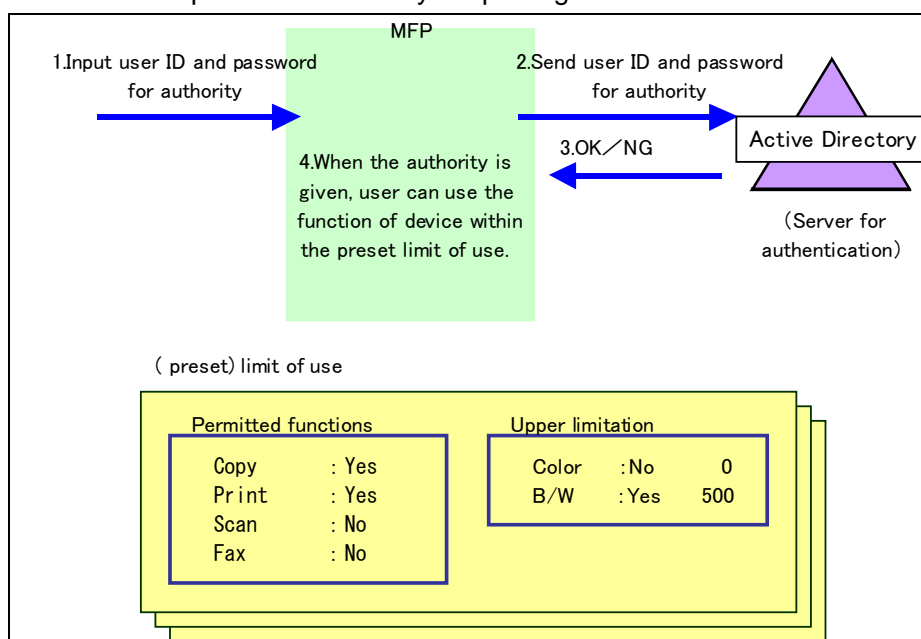 MFP
1.Input user ID and password
for authority
2.Send user ID and password
for authority
3.OK／NG
Active Directory
(Server for
authentication)
4.When the authority is
given, user can use the
function of device within
the preset limit of use.
( preset) limit of use
Permitted functions
Copy : Yes
Print : Yes
Scan : No
Fax : No
Upper limitation
Color :No 0
B/W :Yes 500